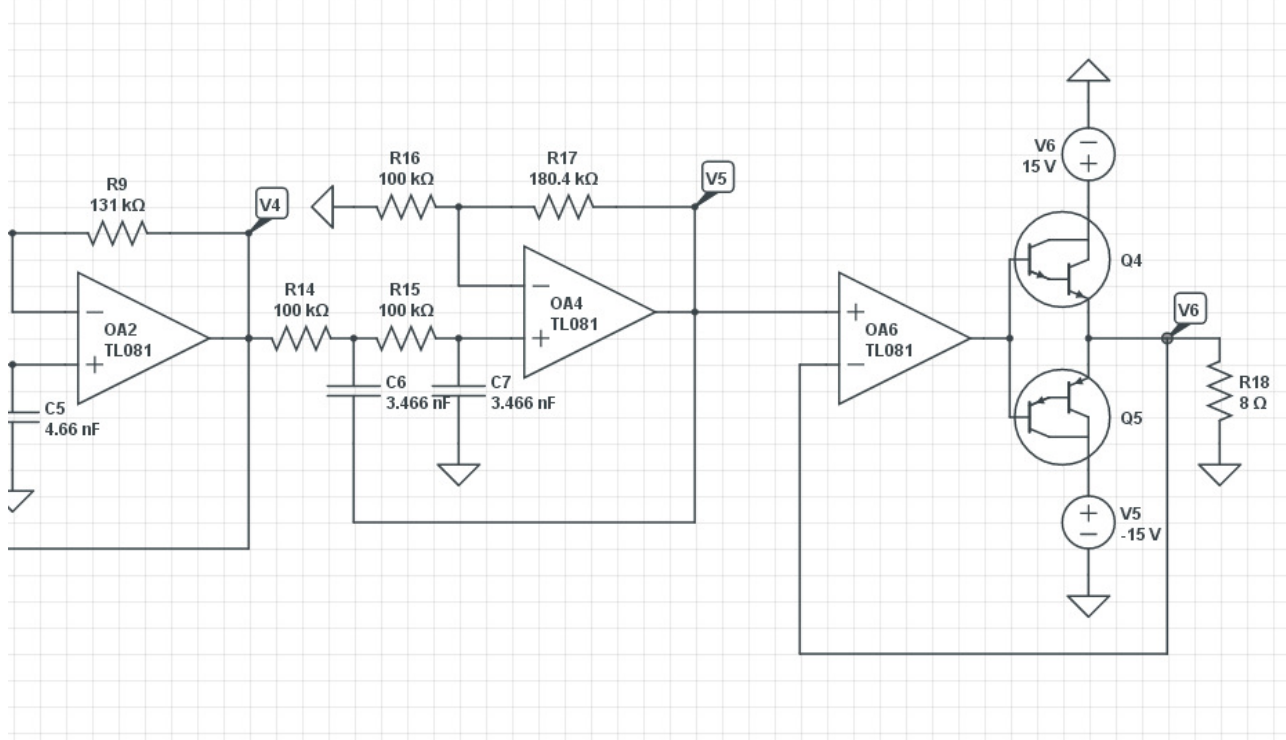 R9
131 kΩ
V4
R16
100 kΩ
R17
180.4 kΩ
V5
V6
15 V
−
+
Q4
−
OA2
TL081
+
R14
100 kΩ
R15
100 kΩ
−
OA4
TL081
+
+
OA6
TL081
−
V6
C5
4.66 nF
C6
3.466 nF
C7
3.466 nF
Q5
R18
8 Ω
+
−
V5
-15 V